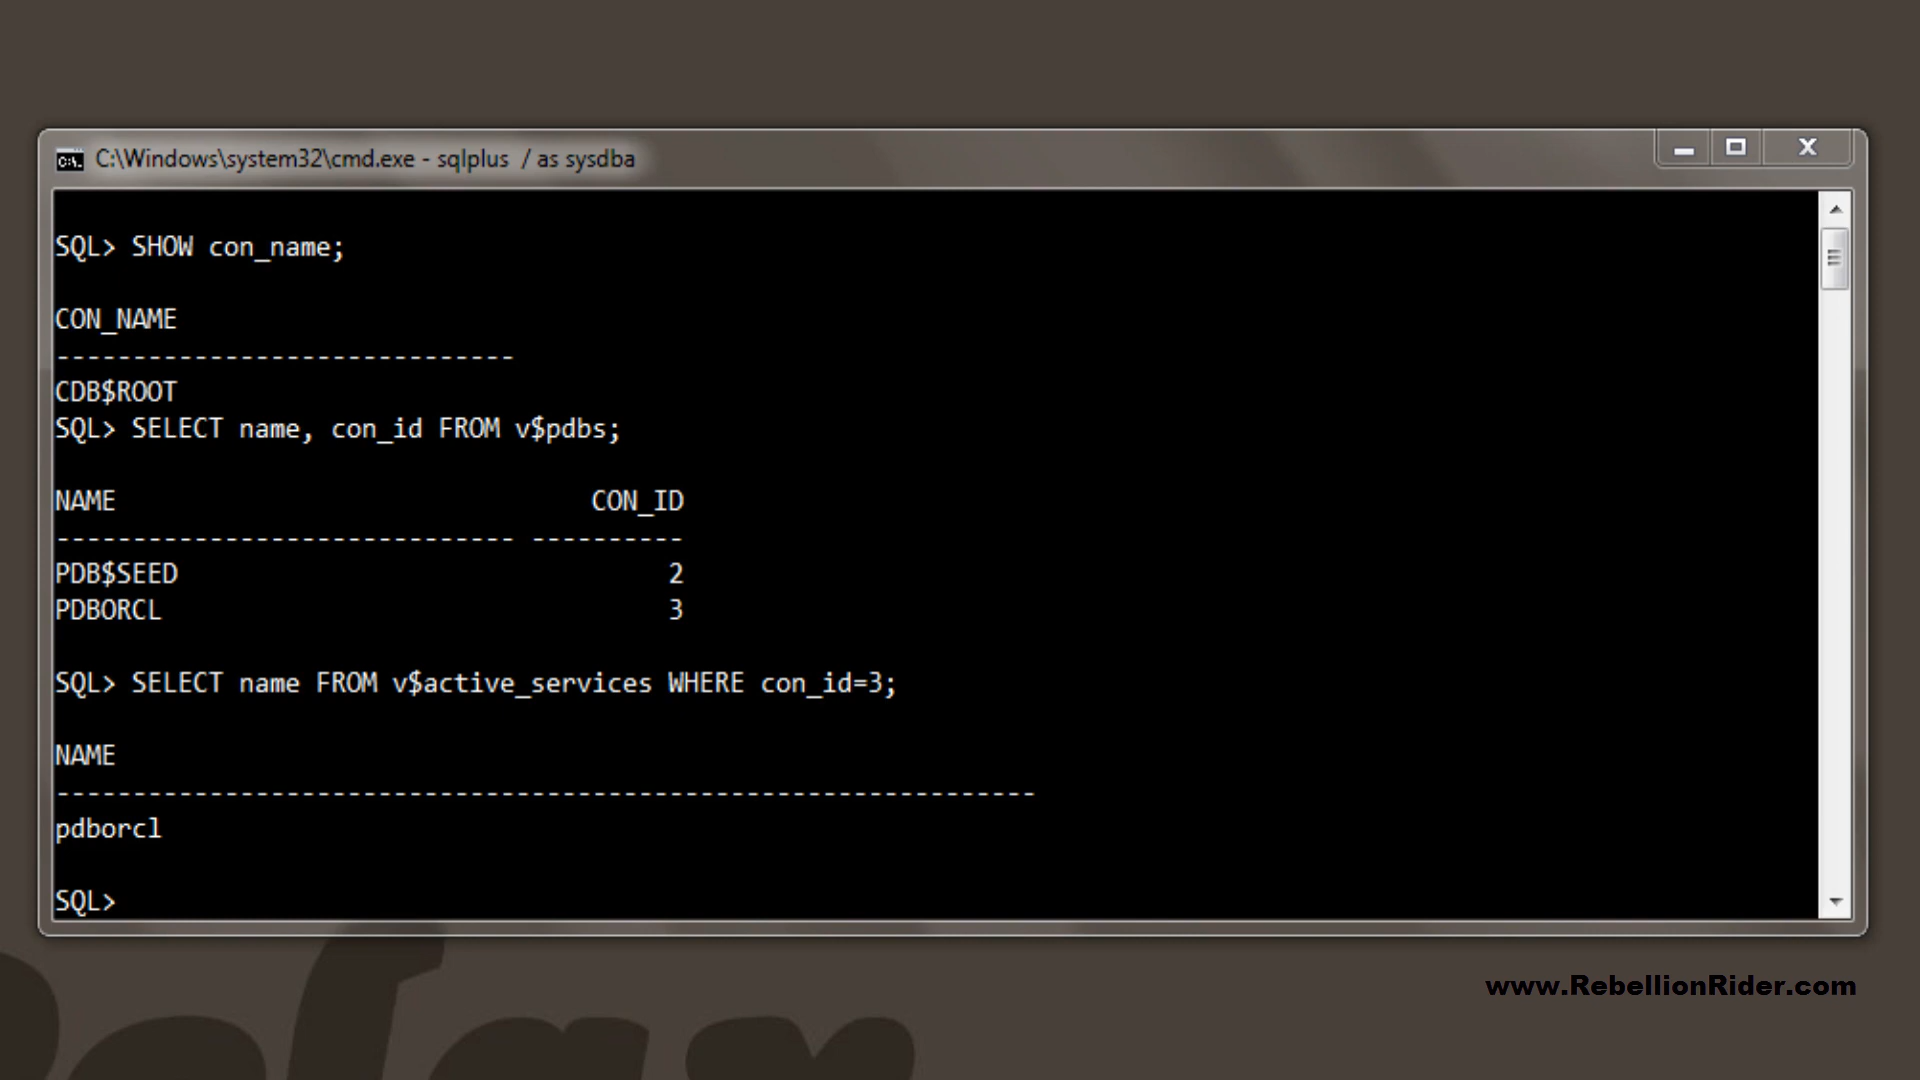 C:\Windows\system32\cmd.exe - sqlplus  / as sysdba
SQL> SHOW con_name;
CON_NAME
------------------------------
CDB$ROOT
SQL> SELECT name, con_id FROM v$pdbs;
NAME                               CON_ID
------------------------------ ----------
PDB$SEED                                2
PDBORCL                                 3
SQL> SELECT name FROM v$active_services WHERE con_id=3;
NAME
----------------------------------------------------------------
pdborcl
SQL>
www.RebellionRider.com